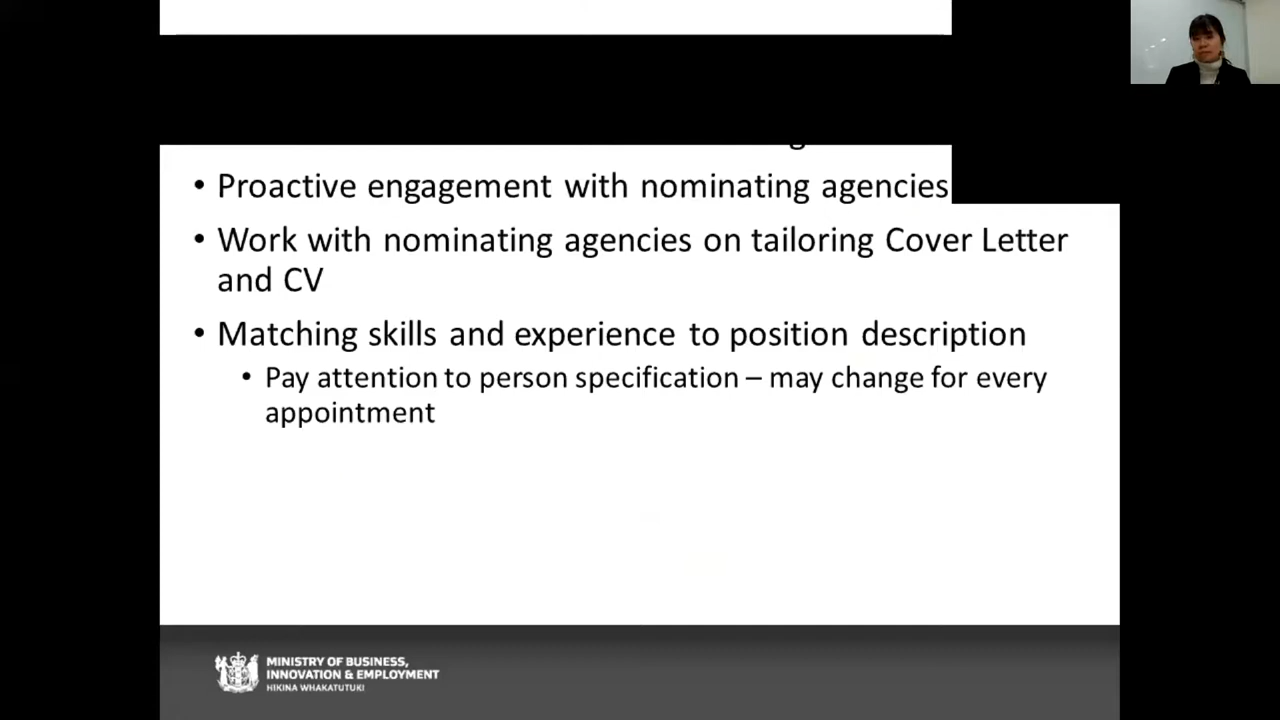 • Proactive engagement with nominating agencies
• Work with nominating agencies on tailoring Cover Letter
and CV
• Matching skills and experience to position description
• Pay attention to person specification – may change for every
appointment
MINISTRY OF BUSINESS,
INNOVATION & EMPLOYMENT
HIKINA WHAKATUTUKI